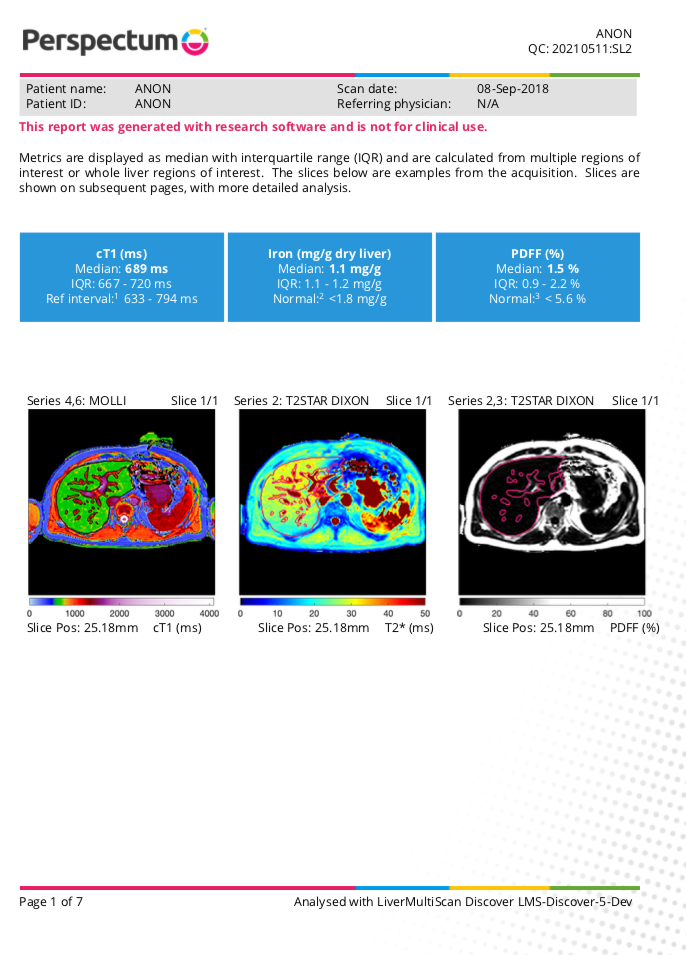 Perspectum
ANON
QC: 20210511:SL2
Patient name: ANON Scan date: 08-Sep-2018
Patient ID: ANON Referring physician: N/A
This report was generated with research software and is not for clinical use.
Metrics are displayed as median with interquartile range (IQR) and are calculated from multiple regions of
interest or whole liver regions of interest. The slices below are examples from the acquisition. Slices are
shown on subsequent pages, with more detailed analysis.
cT1 (ms)
Median: 689 ms
IQR: 667 - 720 ms
Ref interval:¹ 633 - 794 ms
Iron (mg/g dry liver)
Median: 1.1 mg/g
IQR: 1.1 - 1.2 mg/g
Normal:² <1.8 mg/g
PDFF (%)
Median: 1.5 %
IQR: 0.9 - 2.2 %
Normal:³ < 5.6 %
Series 4,6: MOLLI Slice 1/1
0 1000 2000 3000 4000
Slice Pos: 25.18mm cT1 (ms)
Series 2: T2STAR DIXON Slice 1/1
0 10 20 30 40 50
Slice Pos: 25.18mm T2* (ms)
Series 2,3: T2STAR DIXON Slice 1/1
0 20 40 60 80 100
Slice Pos: 25.18mm PDFF (%)
Page 1 of 7 Analysed with LiverMultiScan Discover LMS-Discover-5-Dev